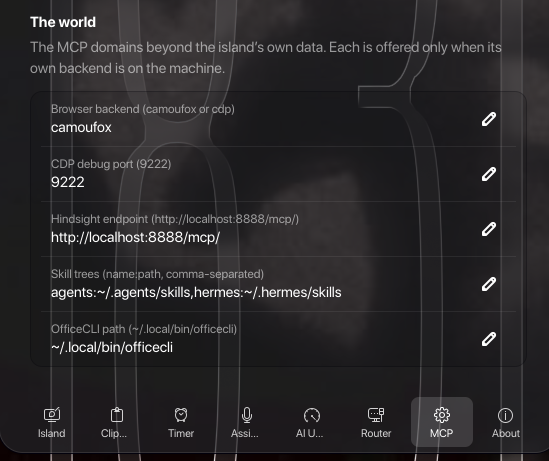 The world
The MCP domains beyond the island's own data. Each is offered only when its
own backend is on the machine.
Browser backend (camoufox or cdp)
camoufox
CDP debug port (9222)
9222
Hindsight endpoint (http://localhost:8888/mcp/)
http://localhost:8888/mcp/
Skill trees (name:path, comma-separated)
agents:~/.agents/skills,hermes:~/.hermes/skills
OfficeCLI path (~/.local/bin/officecli)
~/.local/bin/officecli
Island Clip... Timer Assi... AI U... Router MCP About